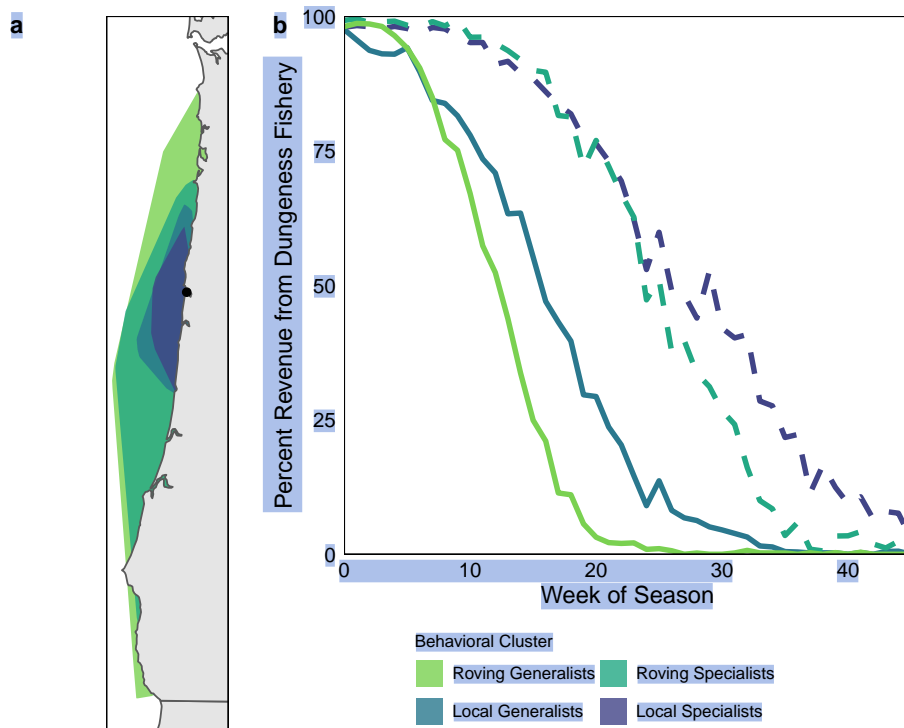 a
b
Percent Revenue from Dungeness Fishery
100
75
50
25
0
0 10 20 30 40
Week of Season
Behavioral Cluster
Roving Generalists
Roving Specialists
Local Generalists
Local Specialists